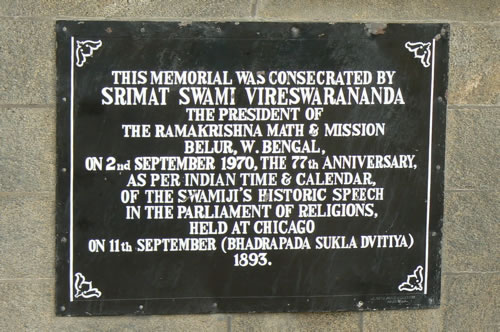 THIS MEMORIAL WAS CONSECRATED BY
SRIMAT SWAMI VIRESWARANANDA
THE PRESIDENT OF
THE RAMAKRISHNA MATH & MISSION
BELUR, W. BENGAL,
ON 2nd SEPTEMBER 1970, THE 77th ANNIVERSARY,
AS PER INDIAN TIME & CALENDAR,
OF THE SWAMIJI'S HISTORIC SPEECH
IN THE PARLIAMENT OF RELIGIONS,
HELD AT CHICAGO
ON 11th SEPTEMBER (BHADRAPADA SUKLA DVITIYA)
1893.